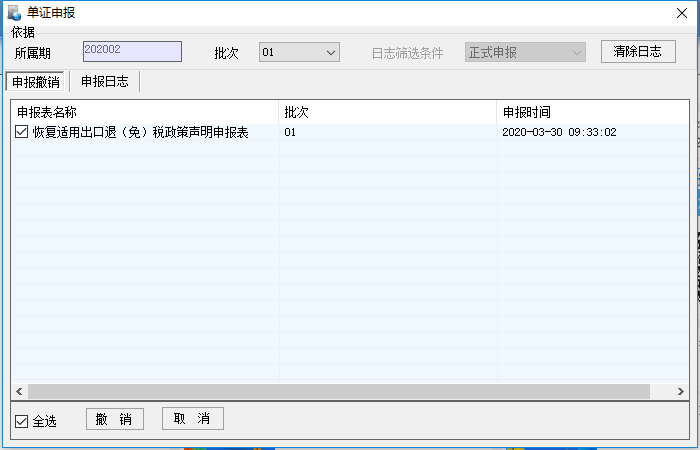 单证申报
依据
所属期 202002 批次 01 日志筛选条件 正式申报 清除日志
申报撤销 申报日志
申报表名称 批次 申报时间
恢复适用出口退（免）税政策声明申报表 01 2020-03-30 09:33:02
全选 撤 销 取 消